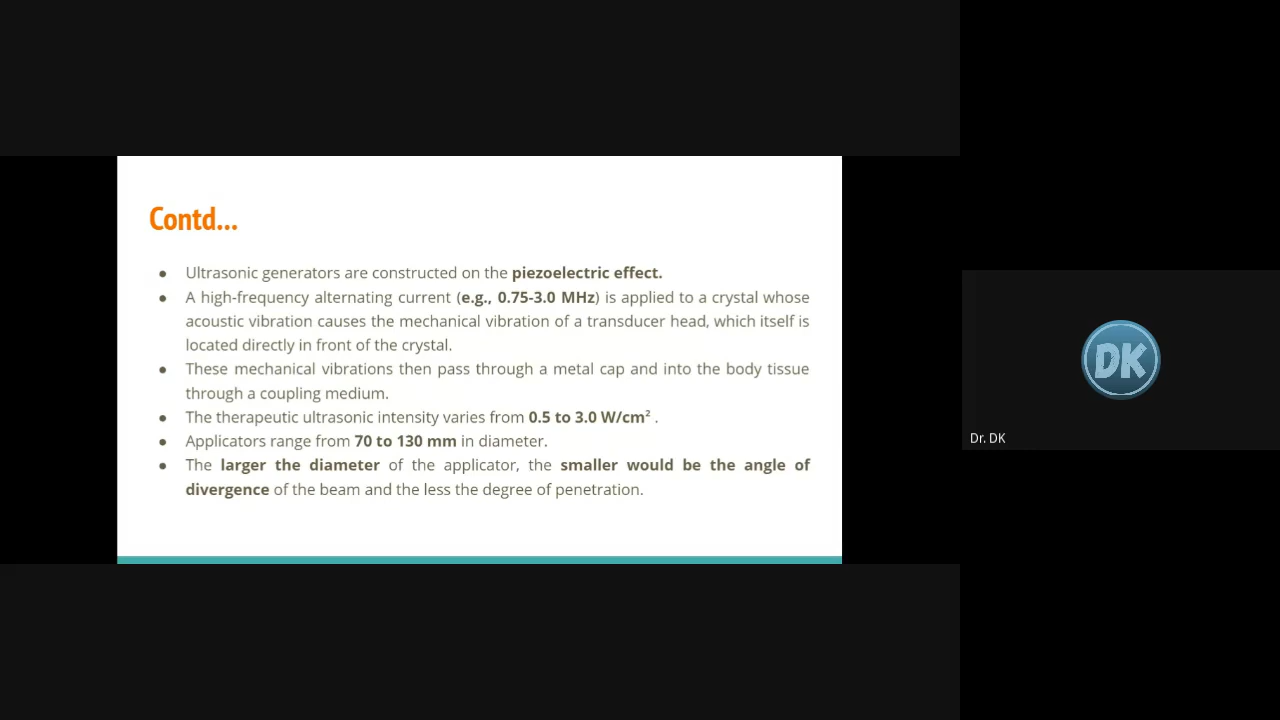 Contd...
● Ultrasonic generators are constructed on the piezoelectric effect.
● A high-frequency alternating current (e.g., 0.75-3.0 MHz) is applied to a crystal whose
acoustic vibration causes the mechanical vibration of a transducer head, which itself is
located directly in front of the crystal.
● These mechanical vibrations then pass through a metal cap and into the body tissue
through a coupling medium.
● The therapeutic ultrasonic intensity varies from 0.5 to 3.0 W/cm² .
● Applicators range from 70 to 130 mm in diameter.
● The larger the diameter of the applicator, the smaller would be the angle of
divergence of the beam and the less the degree of penetration.
DK
Dr. DK